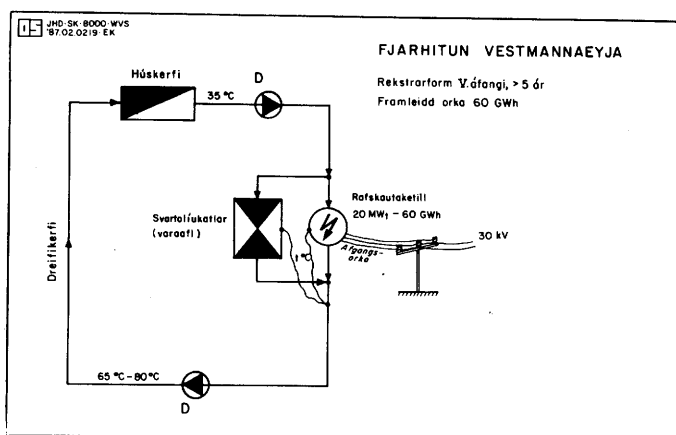 OS JHD·SK·8000·WVS
'87.02.0219·EK
FJARHITUN VESTMANNAEYJA
Rekstrarform V. áfangi, > 5 ár
Framleidd orka 60 GWh
Húskerfi
35 °C
D
Svartolíukatlar
(varaafl)
t °C
Rafskautaketill
20 MWt – 60 GWh
Afgangs-
orka
30 kV
Dreifikerfi
65 °C – 80 °C
D